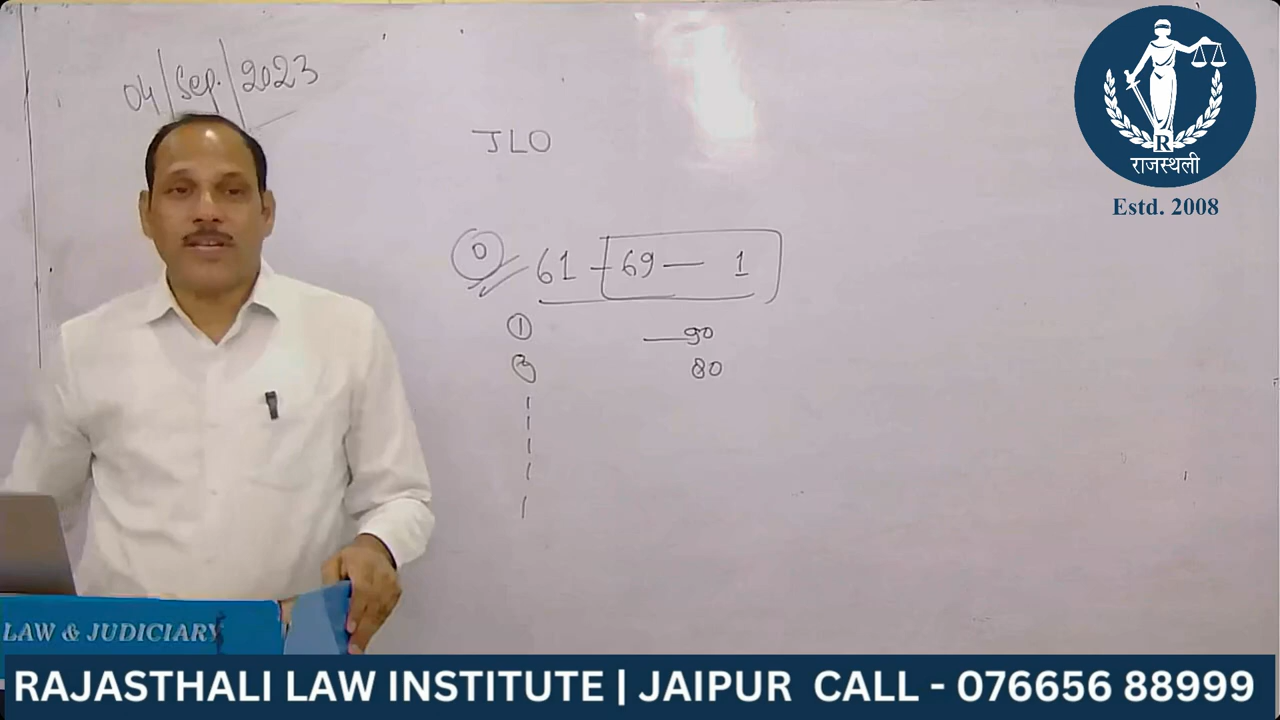 04/Sep./2023
JLO
0 61 - 69 — 1
1 — 90
2 80
R
राजस्थली
Estd. 2008
LAW & JUDICIARY
RAJASTHALI LAW INSTITUTE | JAIPUR CALL - 076656 88999